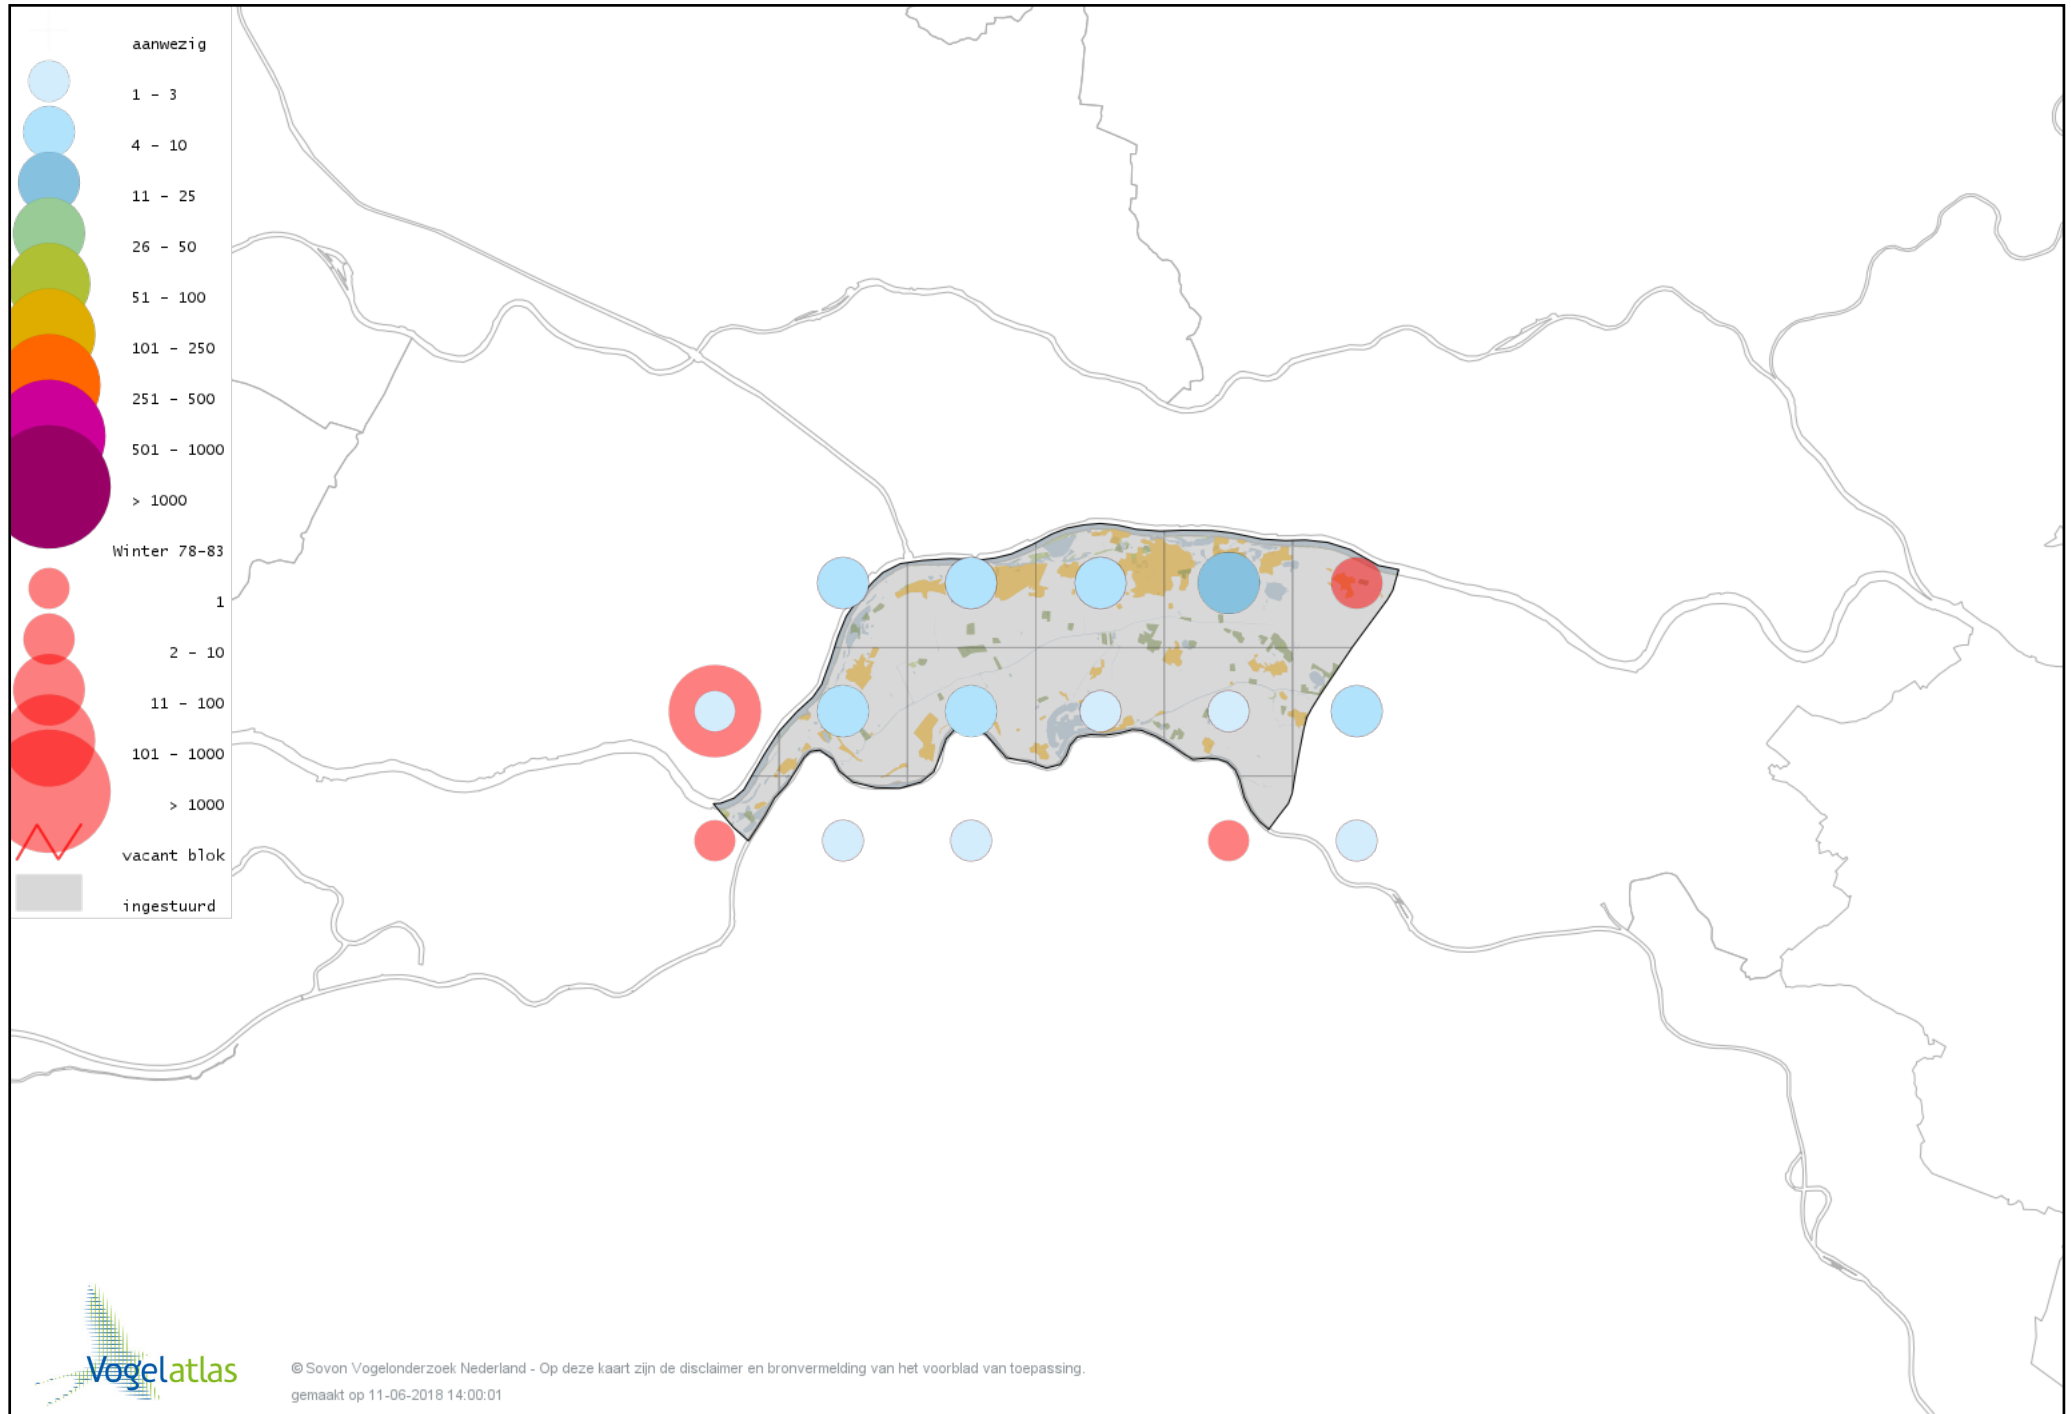 aanwezig
1 - 3
4 - 10
11 - 25
26 - 50
51 - 100
101 - 250
251 - 500
501 - 1000
> 1000
Winter 78-83
1
2 - 10
11 - 100
101 - 1000
> 1000
vacant blok
ingestuurd
Vogelatlas
© Sovon Vogelonderzoek Nederland - Op deze kaart zijn de disclaimer en bronvermelding van het voorblad van toepassing.
gemaakt op 11-06-2018 14:00:01